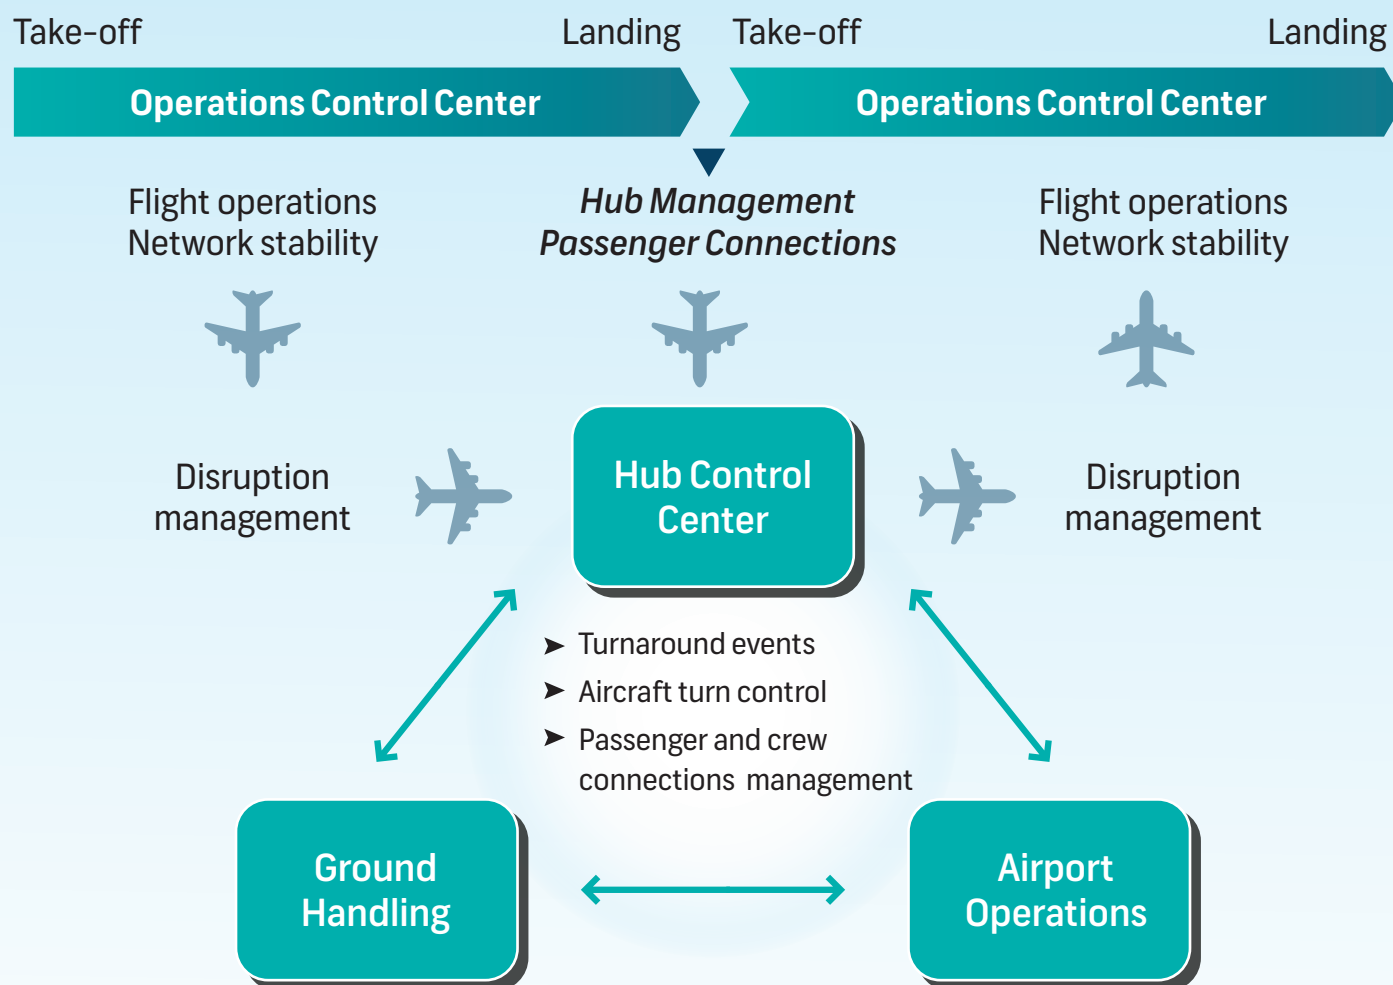 Take-off
Landing
Take-off
Landing
Operations Control Center
Operations Control Center
Flight operations
Network stability
Hub Management
Passenger Connections
Flight operations
Network stability
Disruption
management
Hub Control
Center
Disruption
management
➤ Turnaround events
➤ Aircraft turn control
➤ Passenger and crew
connections management
Ground
Handling
Airport
Operations